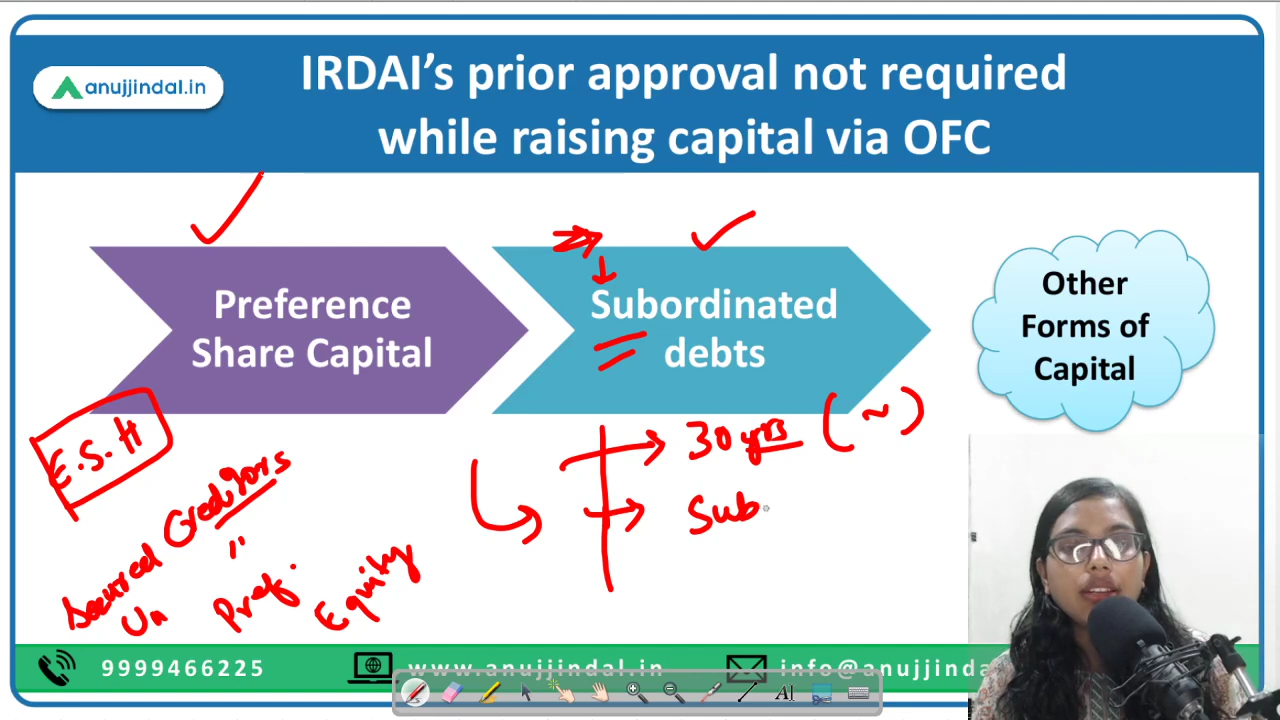 anujjindal.in
IRDAI's prior approval not required
while raising capital via OFC
Preference
Share Capital
Subordinated
debts
Other
Forms of
Capital
E.S.H
30 yrs (~)
Sub
Secured Creditors
Un "
Pref.
Equity
9999466225
www.anujjindal.in
info@anujjinda
AI